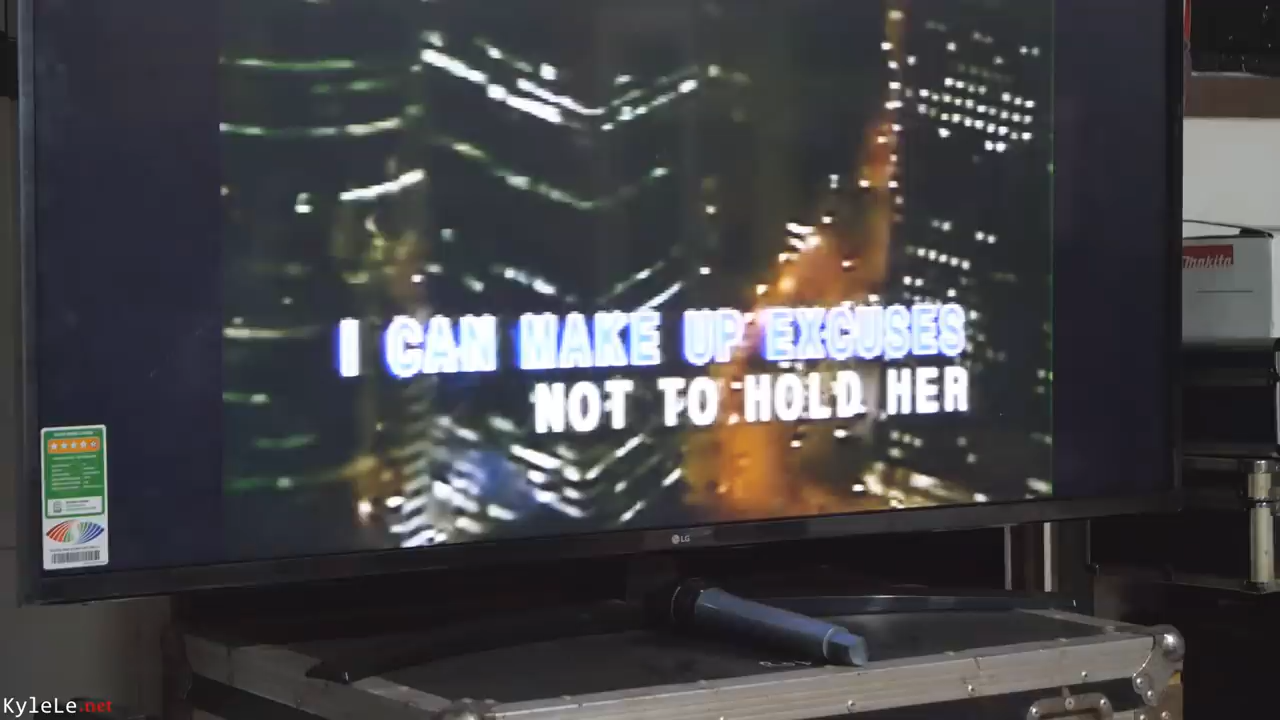 I CAN MAKE UP EXCUSES
NOT TO HOLD HER
makita
LG
KyleLe.net